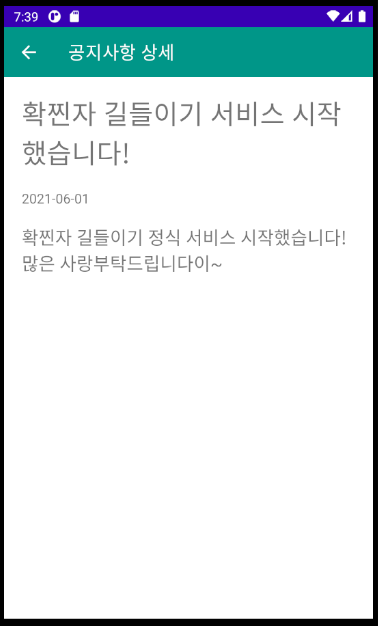 7:39
공지사항 상세
확찐자 길들이기 서비스 시작
했습니다!
2021-06-01
확찐자 길들이기 정식 서비스 시작했습니다!
많은 사랑부탁드립니다이~